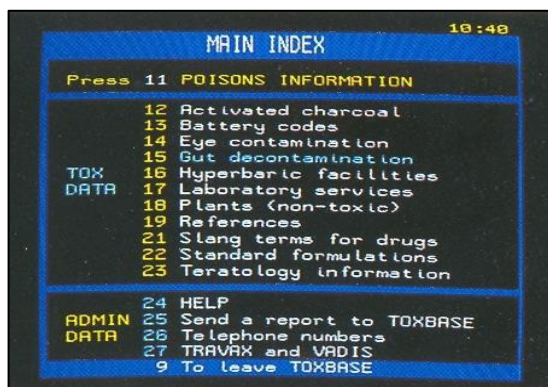 10:40
MAIN INDEX
Press 11 POISONS INFORMATION
12 Activated charcoal
13 Battery codes
14 Eye contamination
15 Gut decontamination
TOX 16 Hyperbaric facilities
DATA 17 Laboratory services
18 Plants (non-toxic)
19 References
21 Slang terms for drugs
22 Standard formulations
23 Teratology information
24 HELP
ADMIN 25 Send a report to TOXBASE
DATA 26 Telephone numbers
27 TRAVAX and VADIS
9 To leave TOXBASE